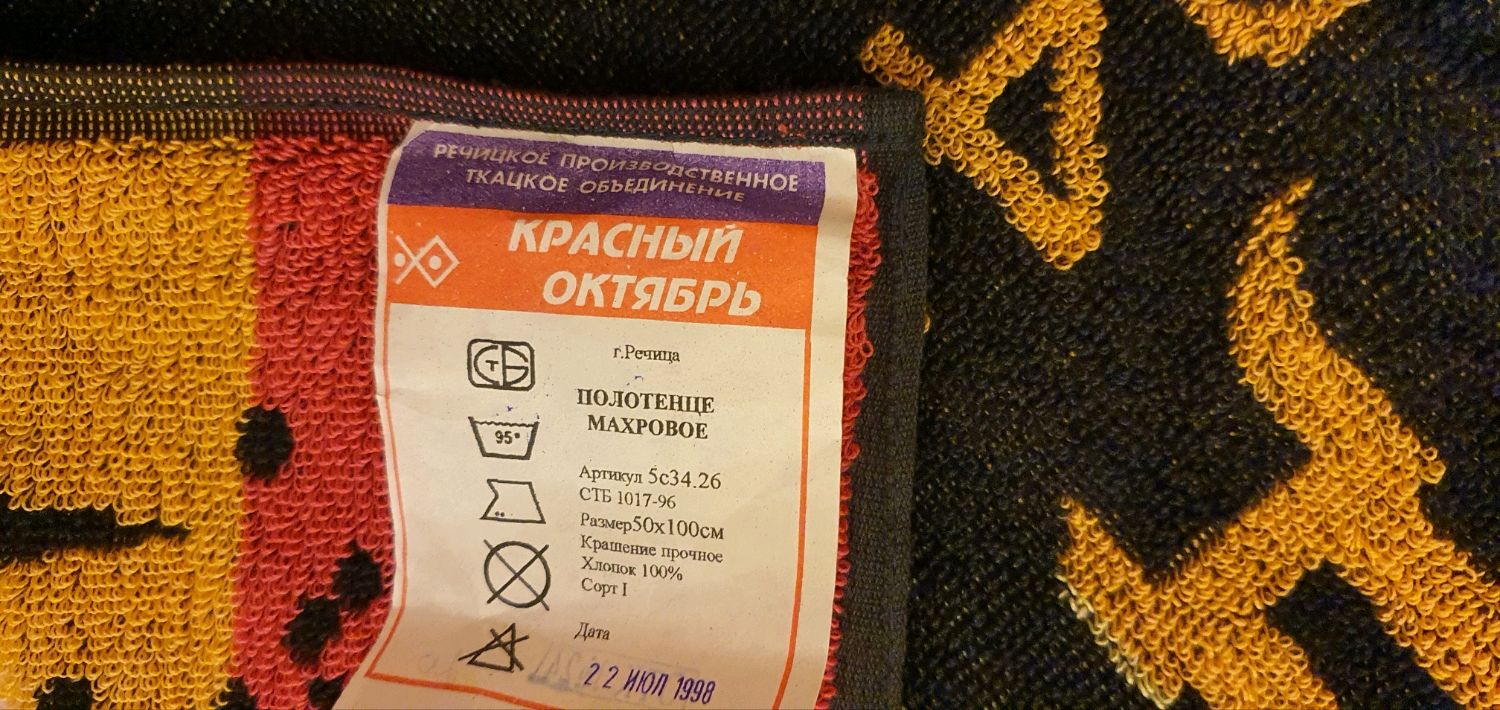 РЕЧИЦКОЕ ПРОИЗВОДСТВЕННОЕ
ТКАЦКОЕ ОБЪЕДИНЕНИЕ
КРАСНЫЙ
ОКТЯБРЬ
г.Речица
СТБ
ПОЛОТЕНЦЕ
МАХРОВОЕ
95°
Артикул 5с34.26
СТБ 1017-96
Размер50х100см
Крашение прочное
Хлопок 100%
Сорт I
Дата
22 ИЮЛ 1998